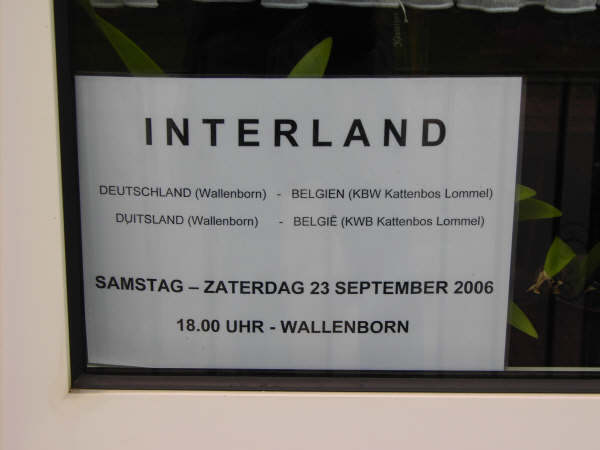 INTERLAND
DEUTSCHLAND (Wallenborn) - BELGIEN (KBW Kattenbos Lommel)
DUITSLAND (Wallenborn) - BELGIË (KWB Kattenbos Lommel)
SAMSTAG – ZATERDAG 23 SEPTEMBER 2006
18.00 UHR - WALLENBORN